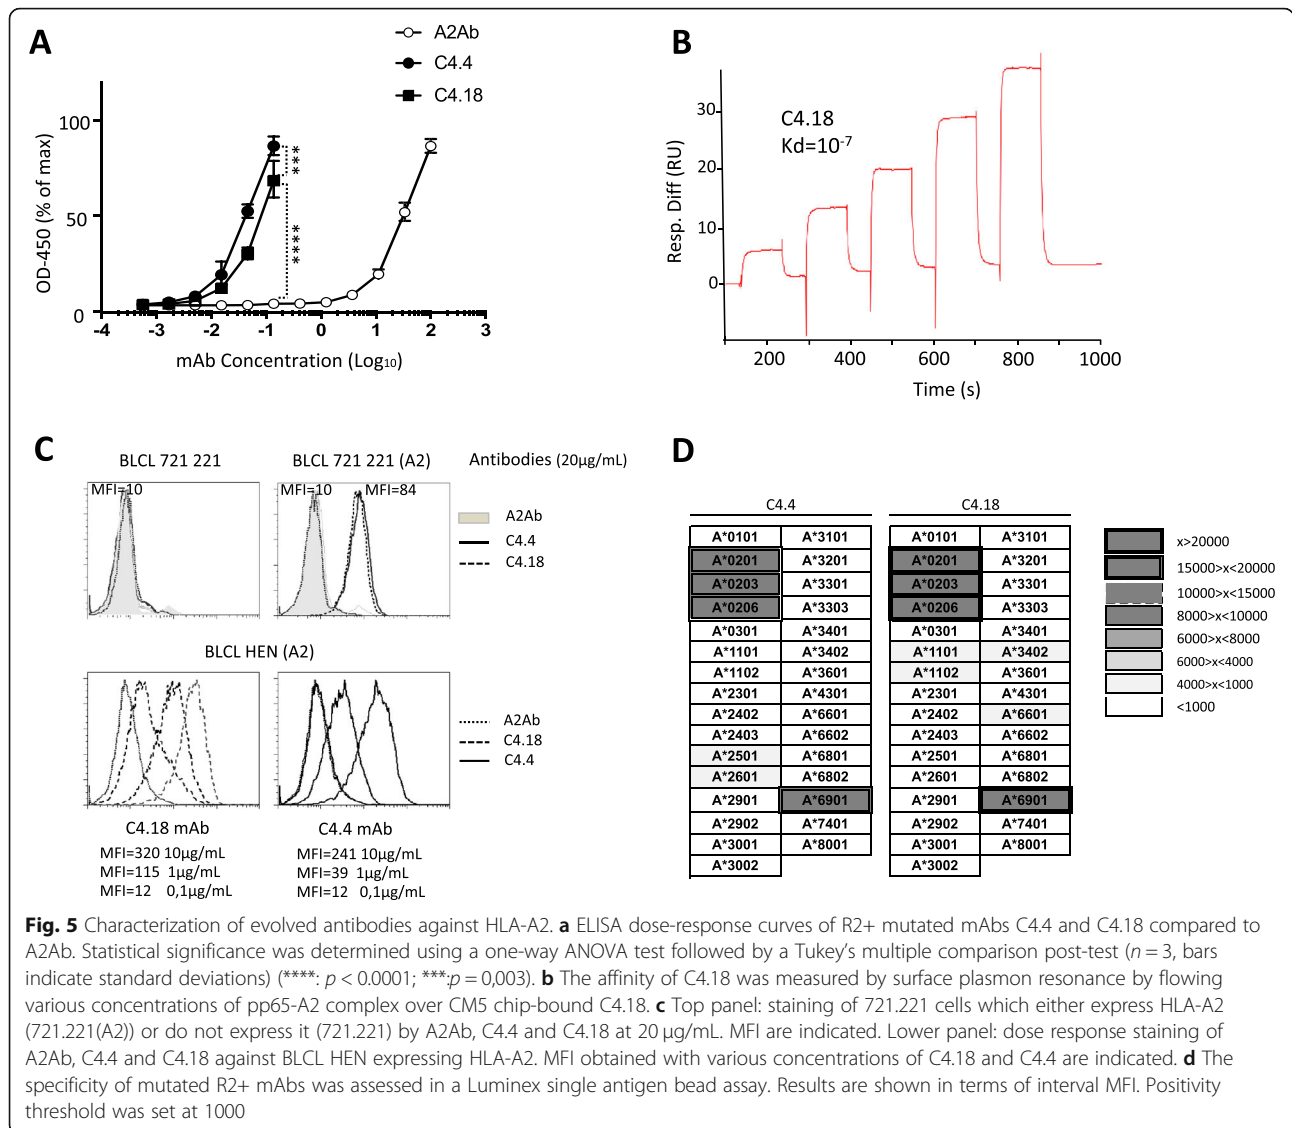 A
A2Ab
C4.4
C4.18
OD-450 (% of max)
100
50
0
***
****
-4 -3 -2 -1 0 1 2 3
mAb Concentration (Log10)
B
C4.18
Kd=10-7
Resp. Diff (RU)
30
20
10
0
200 400 600 800 1000
Time (s)
C
BLCL 721 221
BLCL 721 221 (A2)
Antibodies (20µg/mL)
MFI=10
MFI=10 MFI=84
A2Ab
C4.4
C4.18
BLCL HEN (A2)
A2Ab
C4.18
C4.4
C4.18 mAb
MFI=320 10µg/mL
MFI=115 1µg/mL
MFI=12 0,1µg/mL
C4.4 mAb
MFI=241 10µg/mL
MFI=39 1µg/mL
MFI=12 0,1µg/mL
D
C4.4
A*0101 A*3101
A*0201 A*3201
A*0203 A*3301
A*0206 A*3303
A*0301 A*3401
A*1101 A*3402
A*1102 A*3601
A*2301 A*4301
A*2402 A*6601
A*2403 A*6602
A*2501 A*6801
A*2601 A*6802
A*2901 A*6901
A*2902 A*7401
A*3001 A*8001
A*3002
C4.18
A*0101 A*3101
A*0201 A*3201
A*0203 A*3301
A*0206 A*3303
A*0301 A*3401
A*1101 A*3402
A*1102 A*3601
A*2301 A*4301
A*2402 A*6601
A*2403 A*6602
A*2501 A*6801
A*2601 A*6802
A*2901 A*6901
A*2902 A*7401
A*3001 A*8001
A*3002
x>20000
15000>x<20000
10000>x<15000
8000>x<10000
6000>x<8000
6000>x<4000
4000>x<1000
<1000
Fig. 5 Characterization of evolved antibodies against HLA-A2. a ELISA dose-response curves of R2+ mutated mAbs C4.4 and C4.18 compared to
A2Ab. Statistical significance was determined using a one-way ANOVA test followed by a Tukey's multiple comparison post-test (n = 3, bars
indicate standard deviations) (****: p < 0.0001; ***:p = 0,003). b The affinity of C4.18 was measured by surface plasmon resonance by flowing
various concentrations of pp65-A2 complex over CM5 chip-bound C4.18. c Top panel: staining of 721.221 cells which either express HLA-A2
(721.221(A2)) or do not express it (721.221) by A2Ab, C4.4 and C4.18 at 20 µg/mL. MFI are indicated. Lower panel: dose response staining of
A2Ab, C4.4 and C4.18 against BLCL HEN expressing HLA-A2. MFI obtained with various concentrations of C4.18 and C4.4 are indicated. d The
specificity of mutated R2+ mAbs was assessed in a Luminex single antigen bead assay. Results are shown in terms of interval MFI. Positivity
threshold was set at 1000